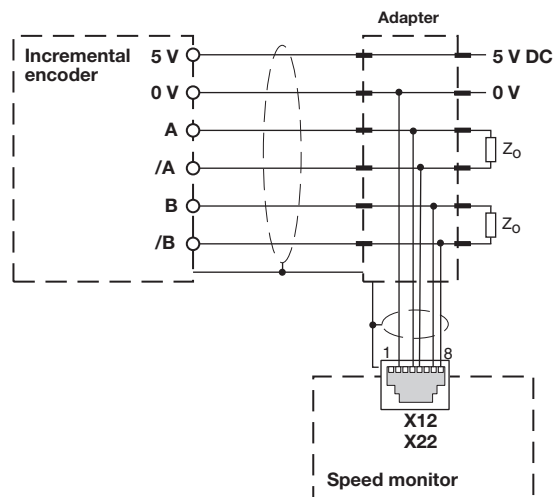 Adapter
Incremental
encoder
5 V
5 V DC
0 V
0 V
A
/A
Z₀
B
/B
Z₀
1
8
X12
X22
Speed monitor